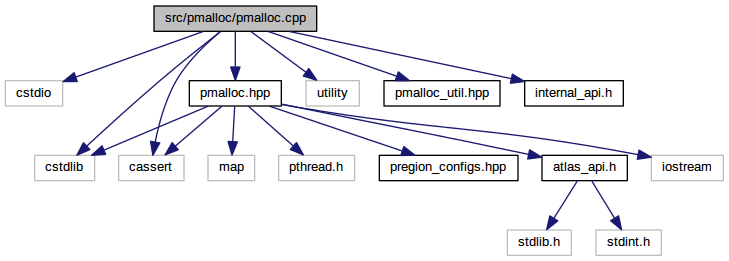 src/pmalloc/pmalloc.cpp
cstdio
pmalloc.hpp
utility
pmalloc_util.hpp
internal_api.h
cstdlib
cassert
map
pthread.h
pregion_configs.hpp
atlas_api.h
iostream
stdlib.h
stdint.h